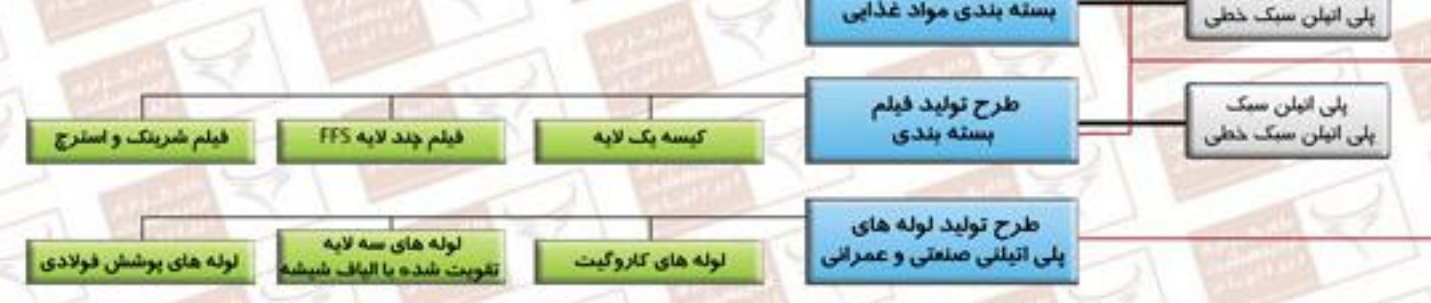 پلی اتیلن سبک خطی
بسته بندی مواد غذایی
پلی اتیلن سبک
پلی اتیلن سبک خطی
طرح تولید فیلم
بسته بندی
کیسه یک لایه
فیلم چند لایه FFS
فیلم شرینک و استرچ
طرح تولید لوله های
پلی اتیلنی صنعتی و عمرانی
لوله های کاروگیت
لوله های سه لایه
تقویت شده با الیاف شیشه
لوله های پوشش فولادی